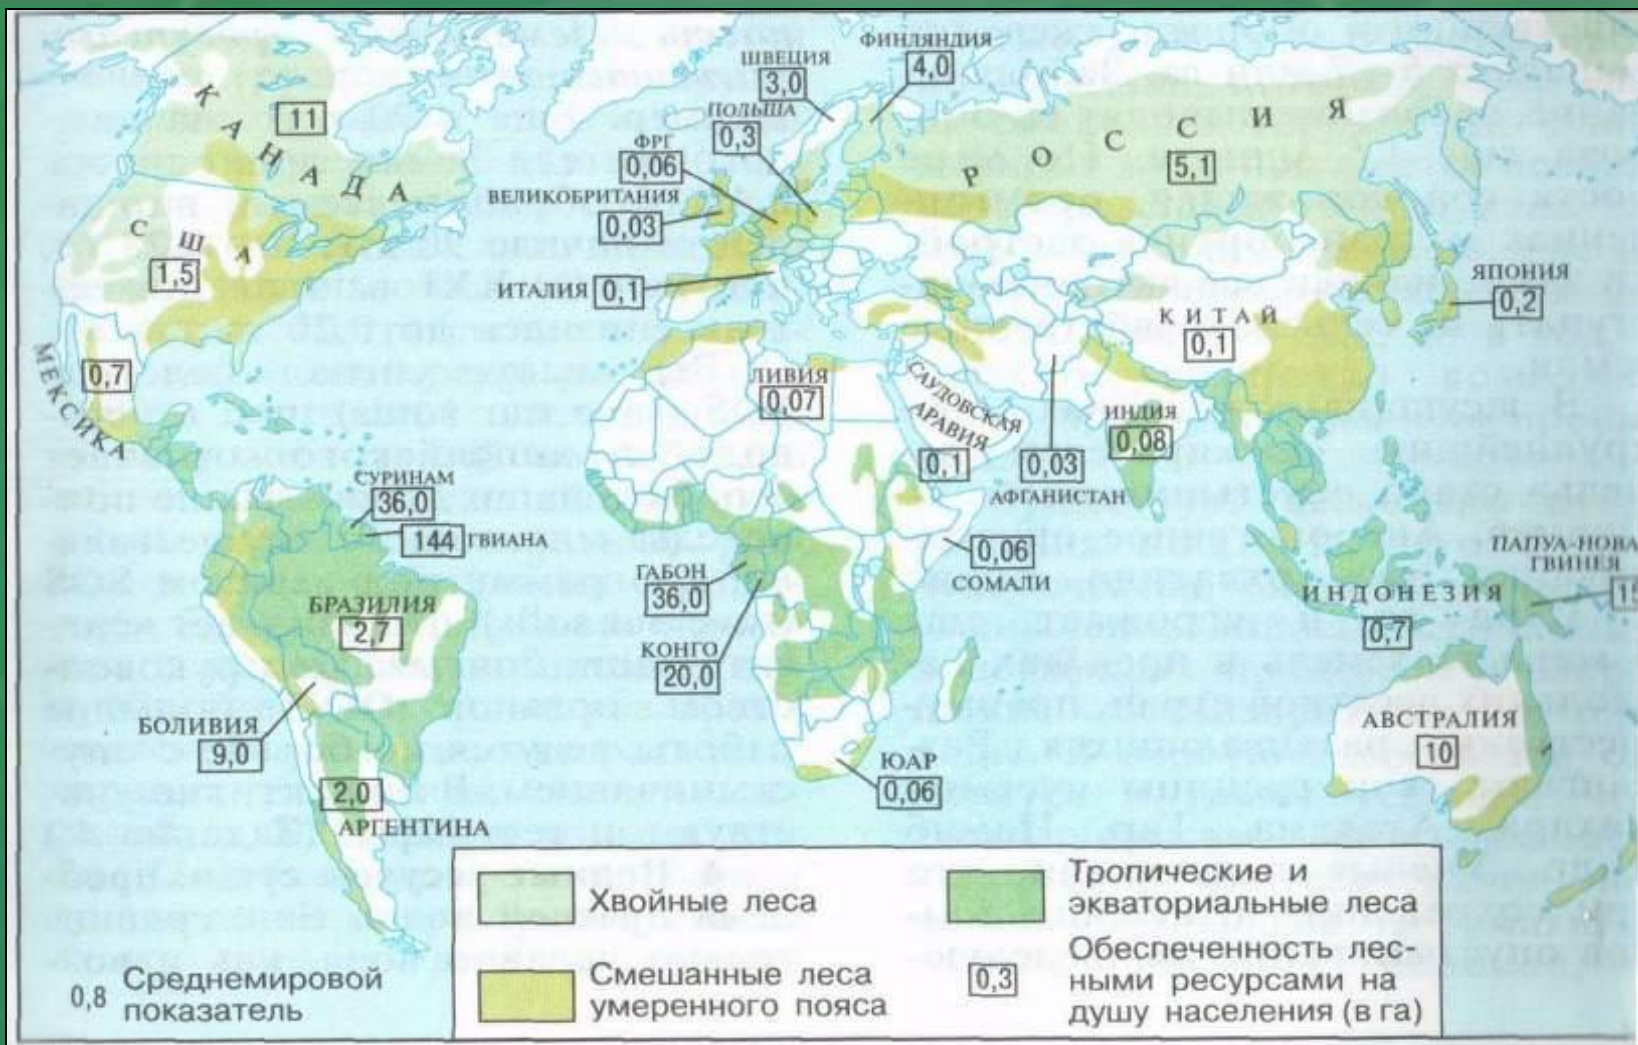 ФИНЛЯНДИЯ
4,0
ШВЕЦИЯ
3,0
ПОЛЬША
0,3
ФРГ
0,06
ВЕЛИКОБРИТАНИЯ
0,03
ИТАЛИЯ 0,1
КАНАДА
11
США
1,5
МЕКСИКА
0,7
РОССИЯ
5,1
ЯПОНИЯ
0,2
КИТАЙ
0,1
ЛИВИЯ
0,07
САУДОВСКАЯ
АРАВИЯ
0,1
0,03
АФГАНИСТАН
ИНДИЯ
0,08
СУРИНАМ
36,0
144 ГВИАНА
БРАЗИЛИЯ
2,7
БОЛИВИЯ
9,0
2,0
АРГЕНТИНА
ГАБОН
36,0
КОНГО
20,0
0,06
СОМАЛИ
ЮАР
0,06
ПАПУА-НОВА
ГВИНЕЯ
15
ИНДОНЕЗИЯ
0,7
АВСТРАЛИЯ
10
0,8 Среднемировой
показатель
Хвойные леса
Смешанные леса
умеренного пояса
Тропические и
экваториальные леса
0,3
Обеспеченность лес-
ными ресурсами на
душу населения (в га)